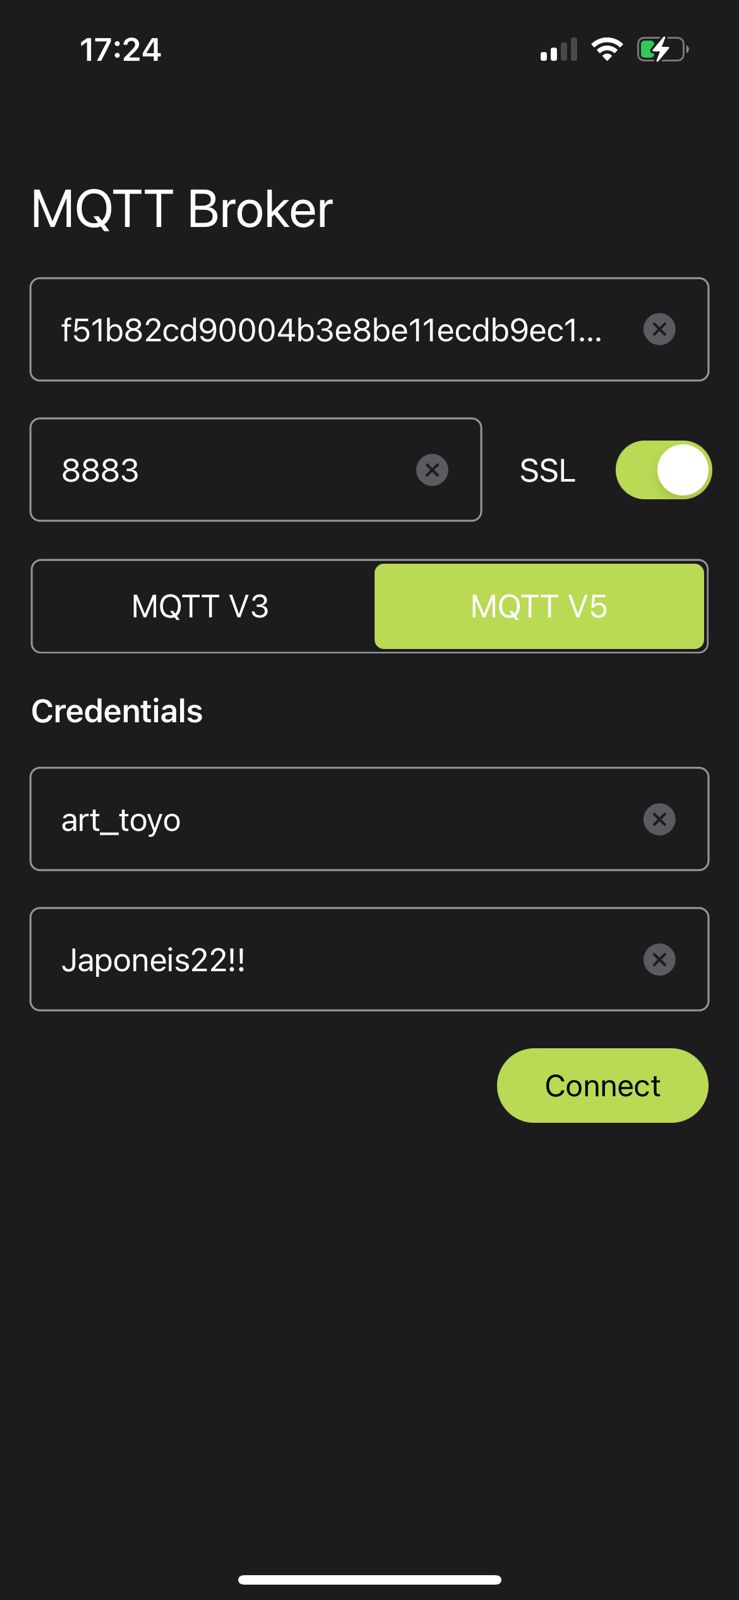 17:24
MQTT Broker
f51b82cd90004b3e8be11ecdb9ec1...
8883
SSL
MQTT V3
MQTT V5
Credentials
art_toyo
Japoneis22!!
Connect